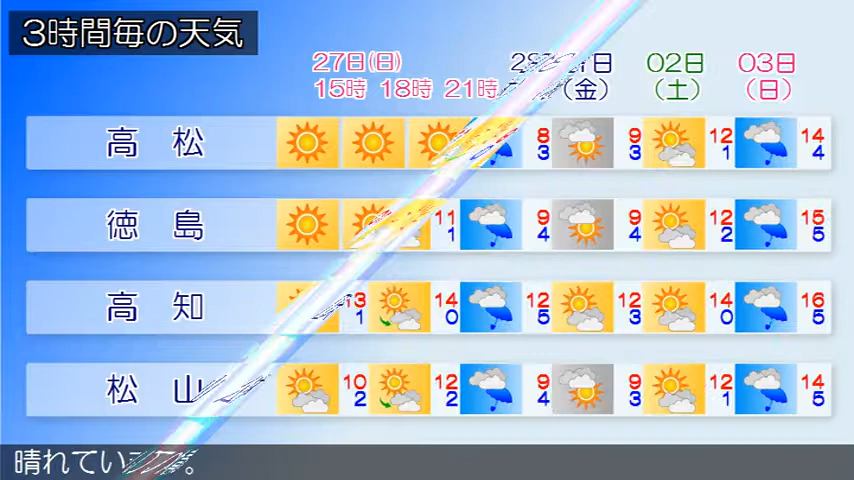 3時間毎の天気
27日(日)
15時 18時 21時
日 02日 03日
(金) (土) (日)
高松 8 3 9 3 12 1 14 4
徳島 11 1 9 4 9 4 12 2 15 5
高知 13 1 14 0 12 5 12 3 14 0 16 5
松山 10 2 12 2 9 4 9 3 12 1 14 5
晴れてい